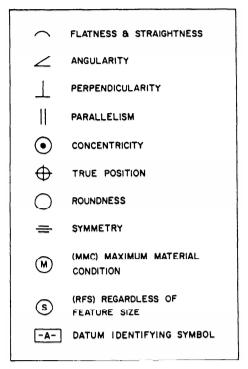 FLATNESS & STRAIGHTNESS
ANGULARITY
PERPENDICULARITY
PARALLELISM
CONCENTRICITY
TRUE POSITION
ROUNDNESS
SYMMETRY
M (MMC) MAXIMUM MATERIAL
CONDITION
S (RFS) REGARDLESS OF
FEATURE SIZE
-A- DATUM IDENTIFYING SYMBOL